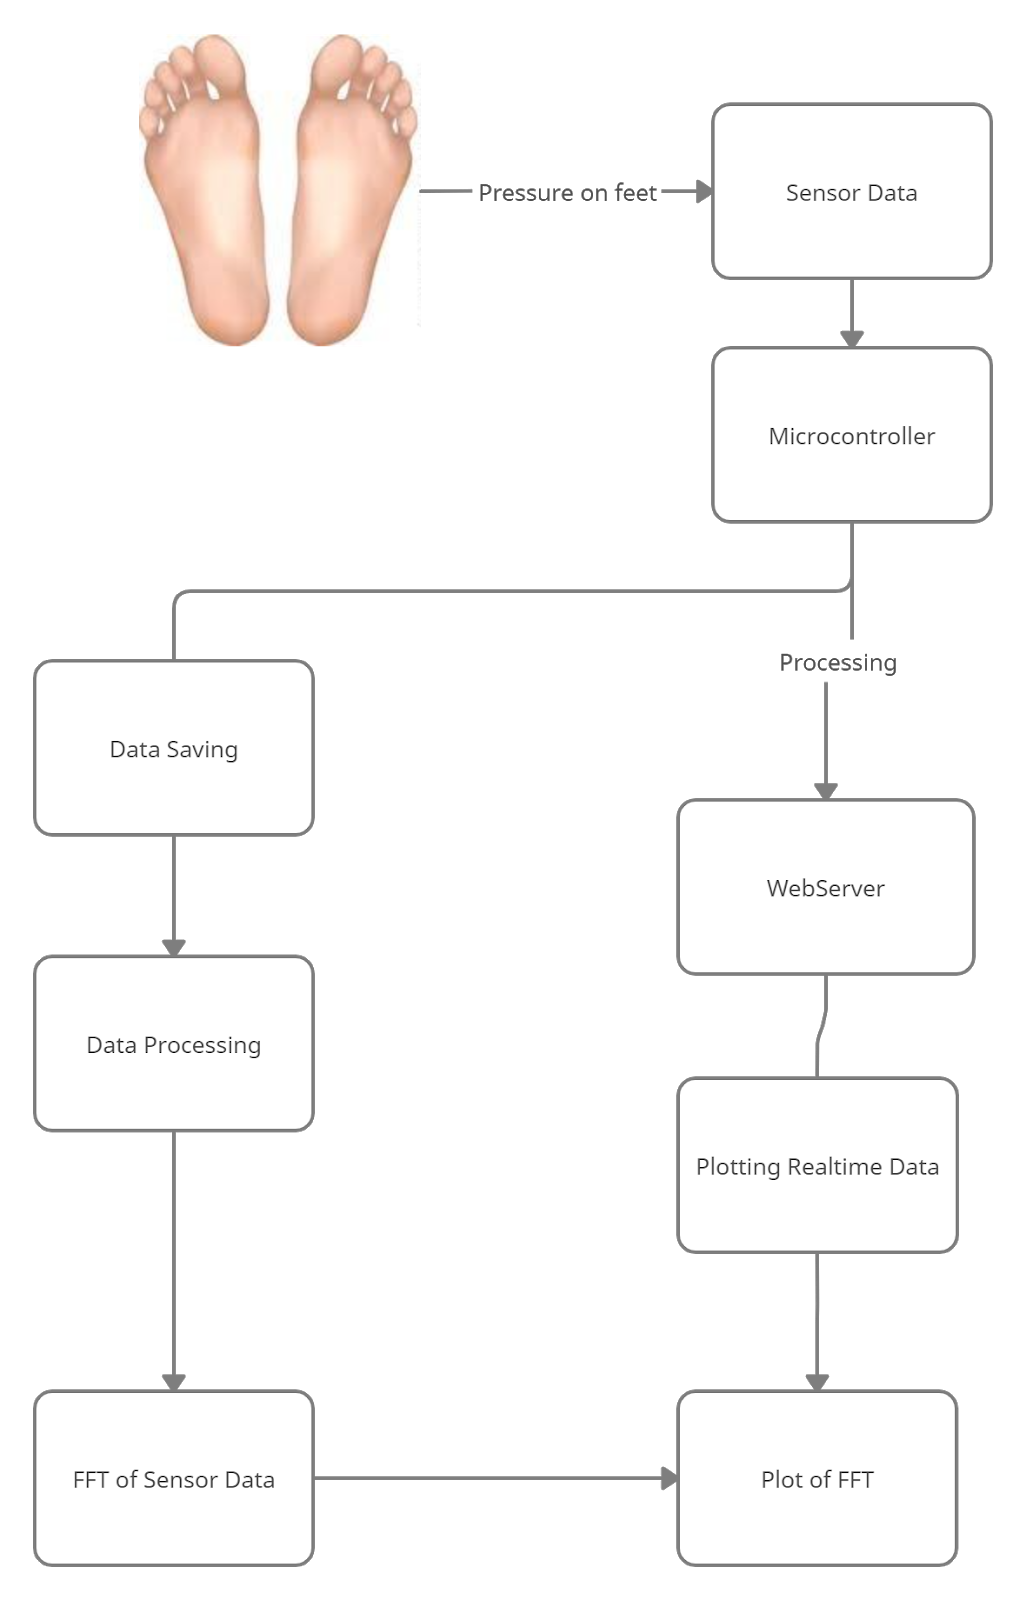 Pressure on feet
Sensor Data
Microcontroller
Processing
Data Saving
WebServer
Data Processing
Plotting Realtime Data
FFT of Sensor Data
Plot of FFT